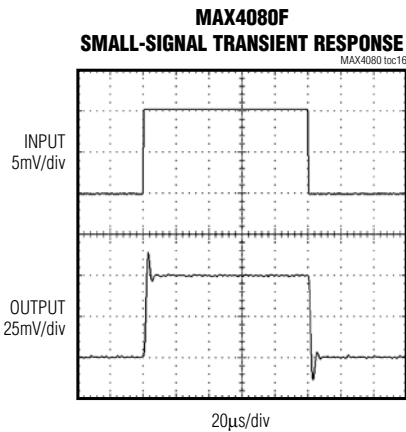 MAX4080F
SMALL-SIGNAL TRANSIENT RESPONSE
MAX4080 toc16
INPUT
5mV/div
OUTPUT
25mV/div
20µs/div